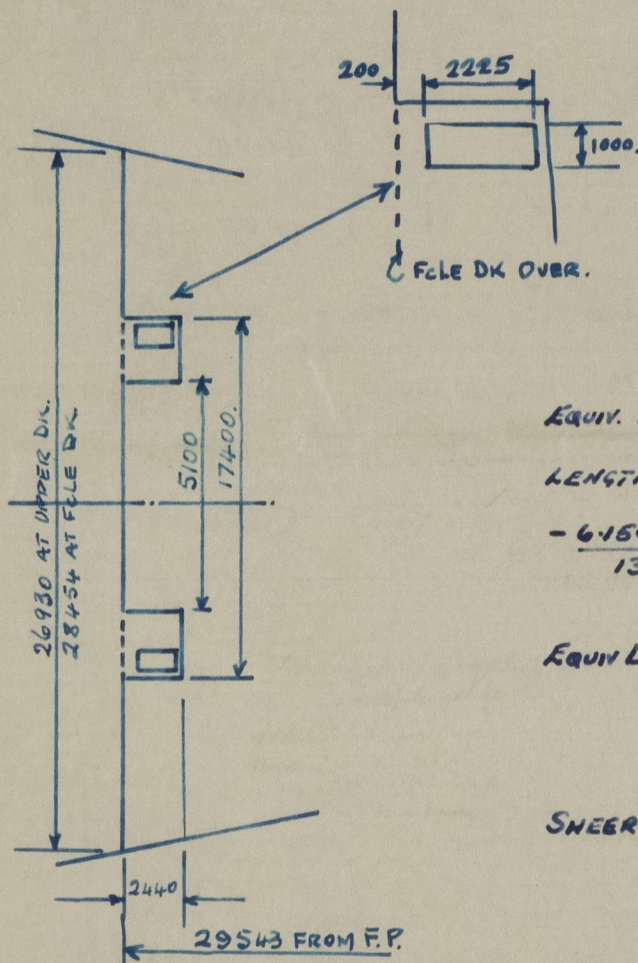 200
2225
1000.
℄ FCLE DK OVER.
26930 AT UPPER DK.
28454 AT FCLE DK.
5100
17400.
EQUIV.
LENGTH
- 6.15
13
EQUIV L
SHEER
2440
29543 FROM F.P.